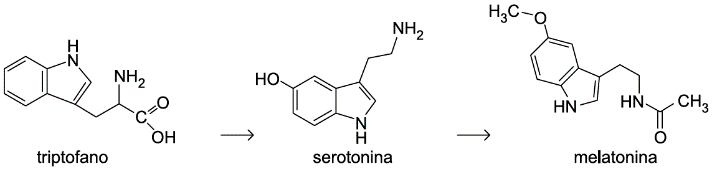 H
N
NH₂
O
C
OH
triptofano
NH₂
HO
N
H
serotonina
H₃C
O
HN
HN
CH₃
O
melatonina